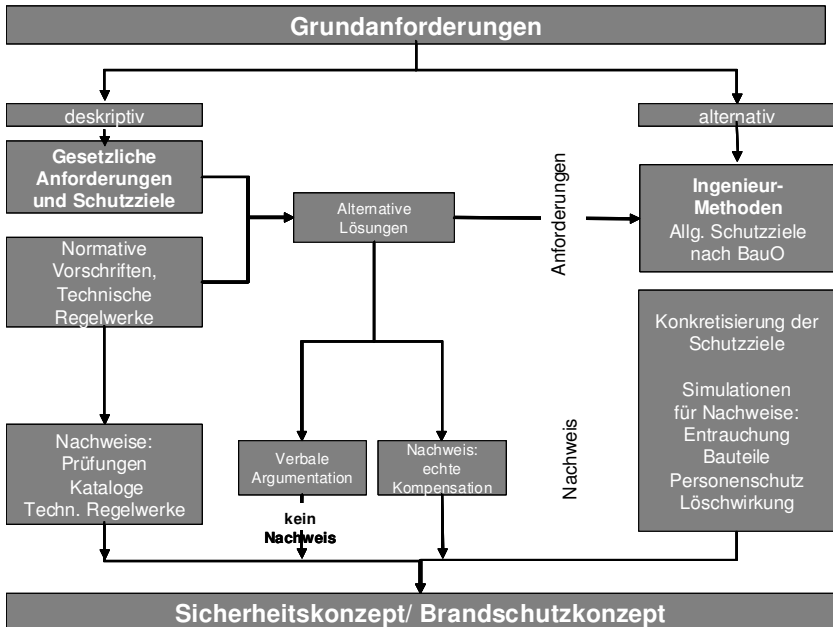 Grundanforderungen
deskriptiv
alternativ
Gesetzliche
Anforderungen
und Schutzziele
Normative
Vorschriften,
Technische
Regelwerke
Alternative
Lösungen
Anforderungen
Ingenieur-
Methoden
Allg. Schutzziele
nach BauO
Konkretisierung der
Schutzziele
Simulationen
für Nachweise:
Entrauchung
Bauteile
Personenschutz
Löschwirkung
Nachweise:
Prüfungen
Kataloge
Techn. Regelwerke
Verbale
Argumentation
kein
Nachweis
Nachweis:
echte
Kompensation
Nachweis
Sicherheitskonzept/ Brandschutzkonzept